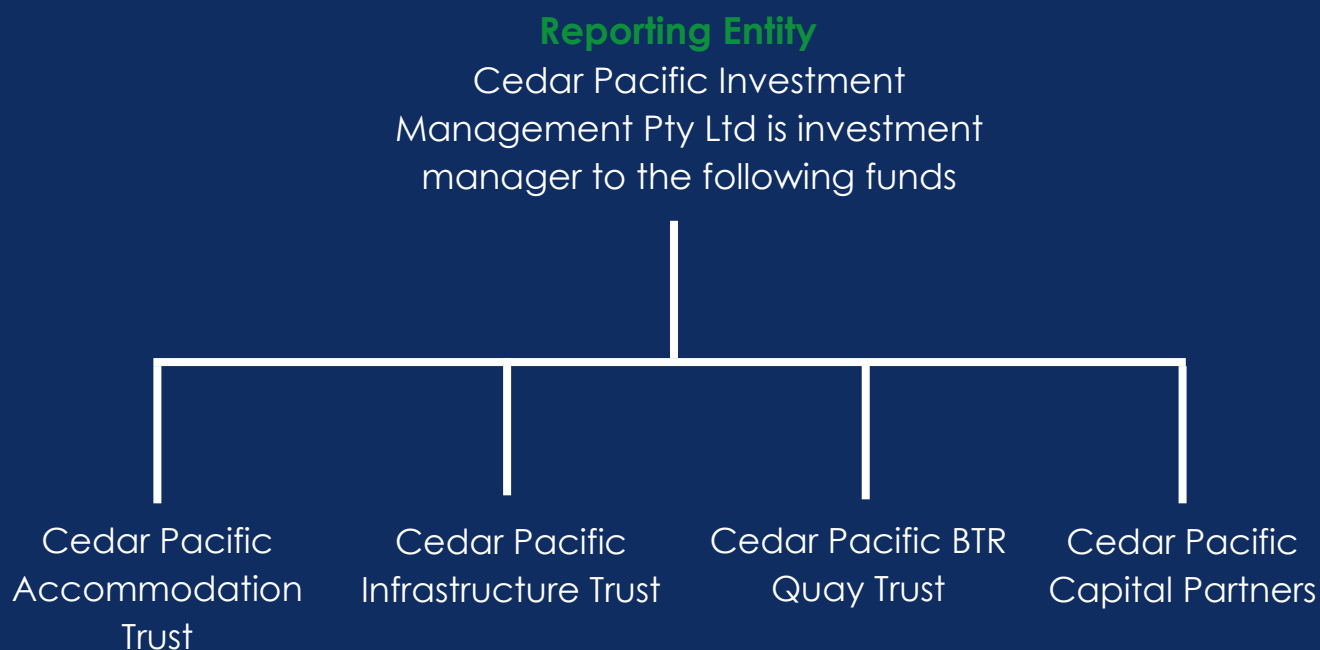 Reporting Entity
Cedar Pacific Investment
Management Pty Ltd is investment
manager to the following funds
Cedar Pacific
Accommodation
Trust
Cedar Pacific
Infrastructure Trust
Cedar Pacific BTR
Quay Trust
Cedar Pacific
Capital Partners